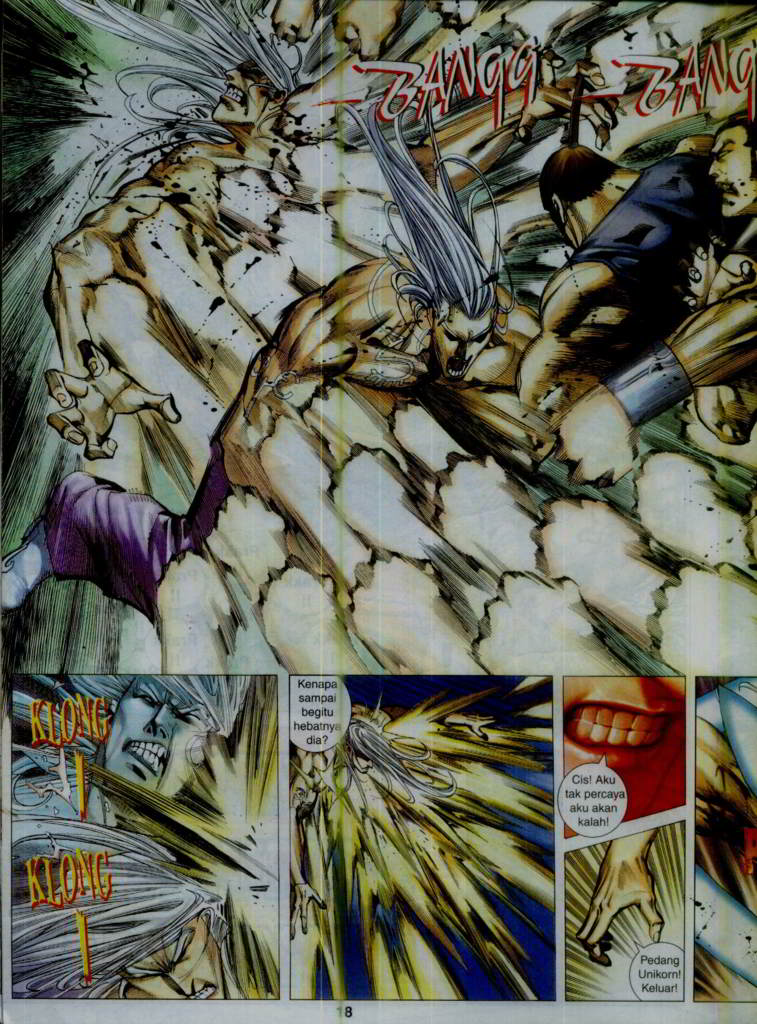 BANGG
BANG
KLONG
!
KLONG
!
Kenapa
sampai
begitu
hebatnya
dia?
Cis! Aku
tak percaya
aku akan
kalah!
Pedang
Unikorn!
Keluar!
18